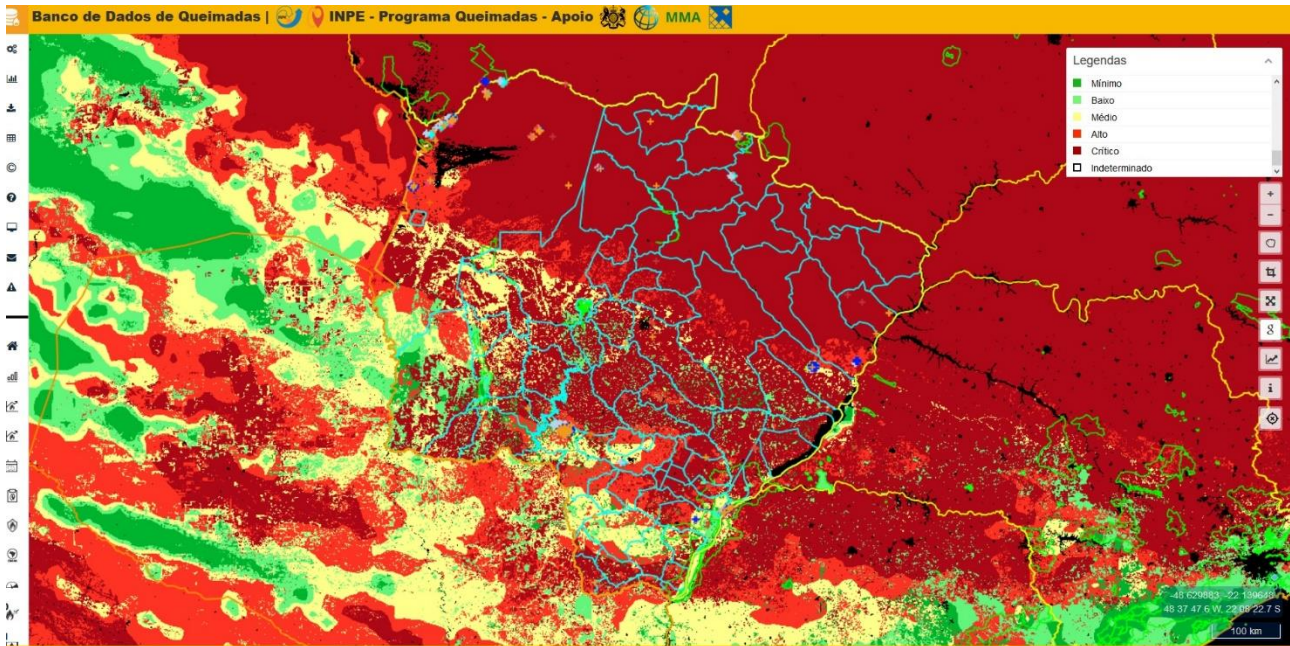 Banco de Dados de Queimadas | INPE - Programa Queimadas - Apoio MMA
Legendas
Mínimo
Baixo
Médio
Alto
Crítico
Indeterminado
-48.629883, -22.139648
48 37 47.6 W, 22 08 22.7 S
100 km